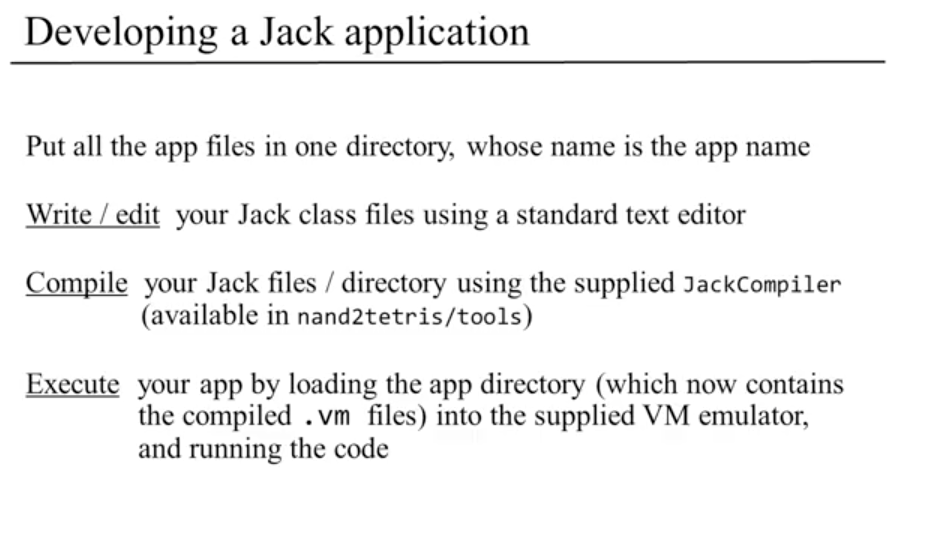 Developing a Jack application
Put all the app files in one directory, whose name is the app name
Write / edit your Jack class files using a standard text editor
Compile your Jack files / directory using the supplied JackCompiler
(available in nand2tetris/tools)
Execute your app by loading the app directory (which now contains
the compiled .vm files) into the supplied VM emulator,
and running the code